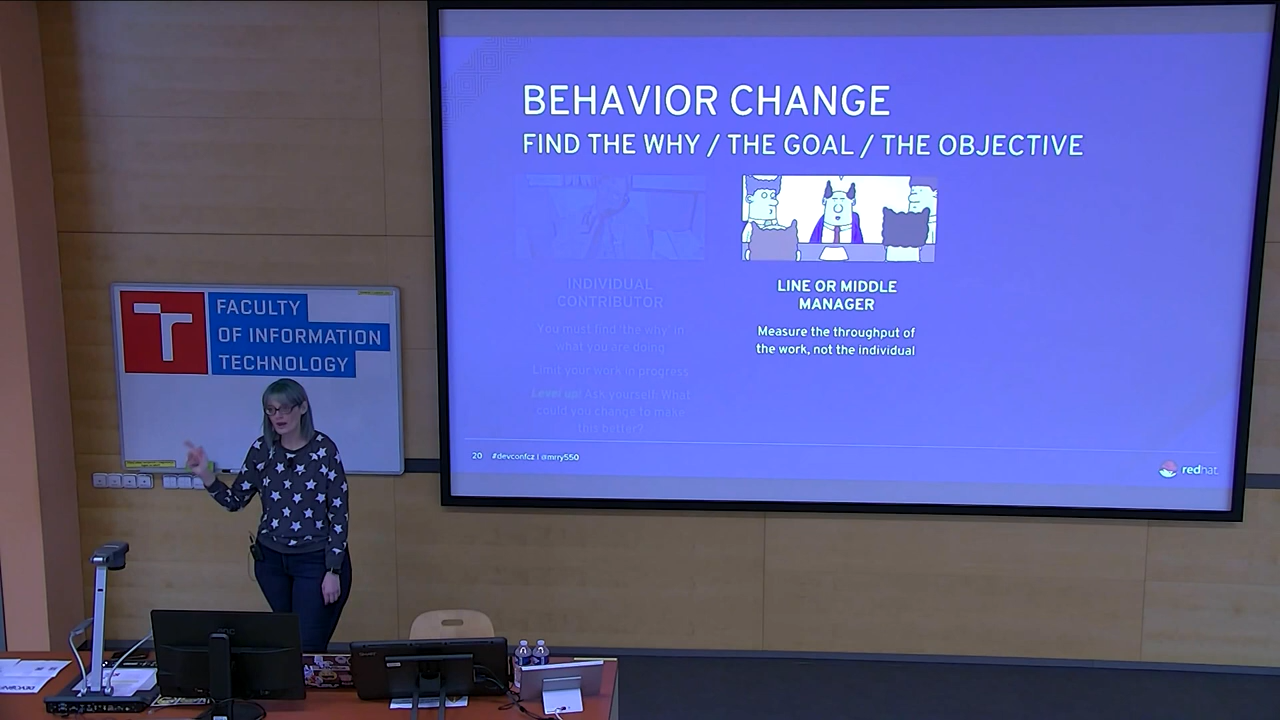 BEHAVIOR CHANGE
FIND THE WHY / THE GOAL / THE OBJECTIVE
INDIVIDUAL
CONTRIBUTOR
You must find 'the why' in
what you are doing
Limit your work in progress
Level up: Ask yourself: What
could you change to make
this better?
LINE OR MIDDLE
MANAGER
Measure the throughput of
the work, not the individual
20 #devconfcz | @mrry550
redhat.
FACULTY
OF INFORMATION
TECHNOLOGY